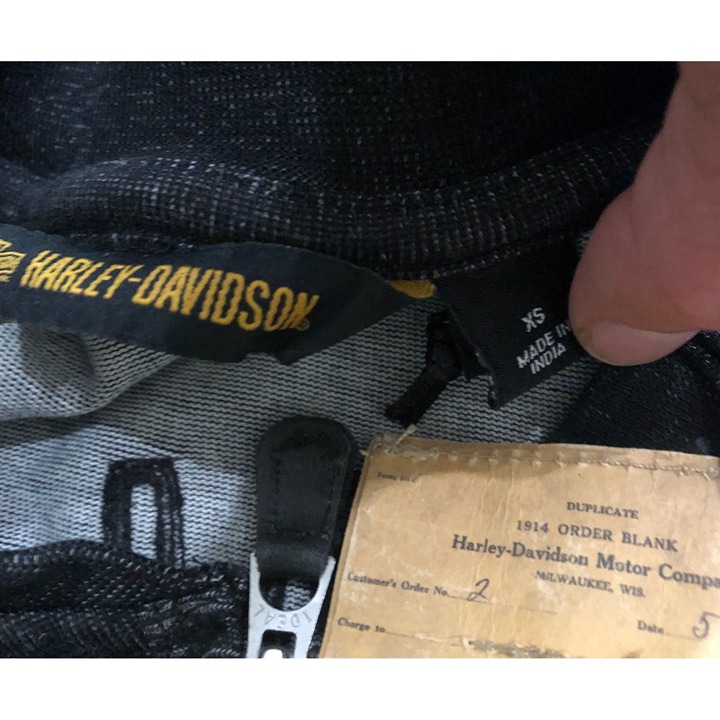 HARLEY-DAVIDSON
XS
MADE IN
INDIA
DUPLICATE
1914 ORDER BLANK
Harley-Davidson Motor Compa
MILWAUKEE, WIS.
Customer's Order No. 2
Charge to
Date 5
IDEAL